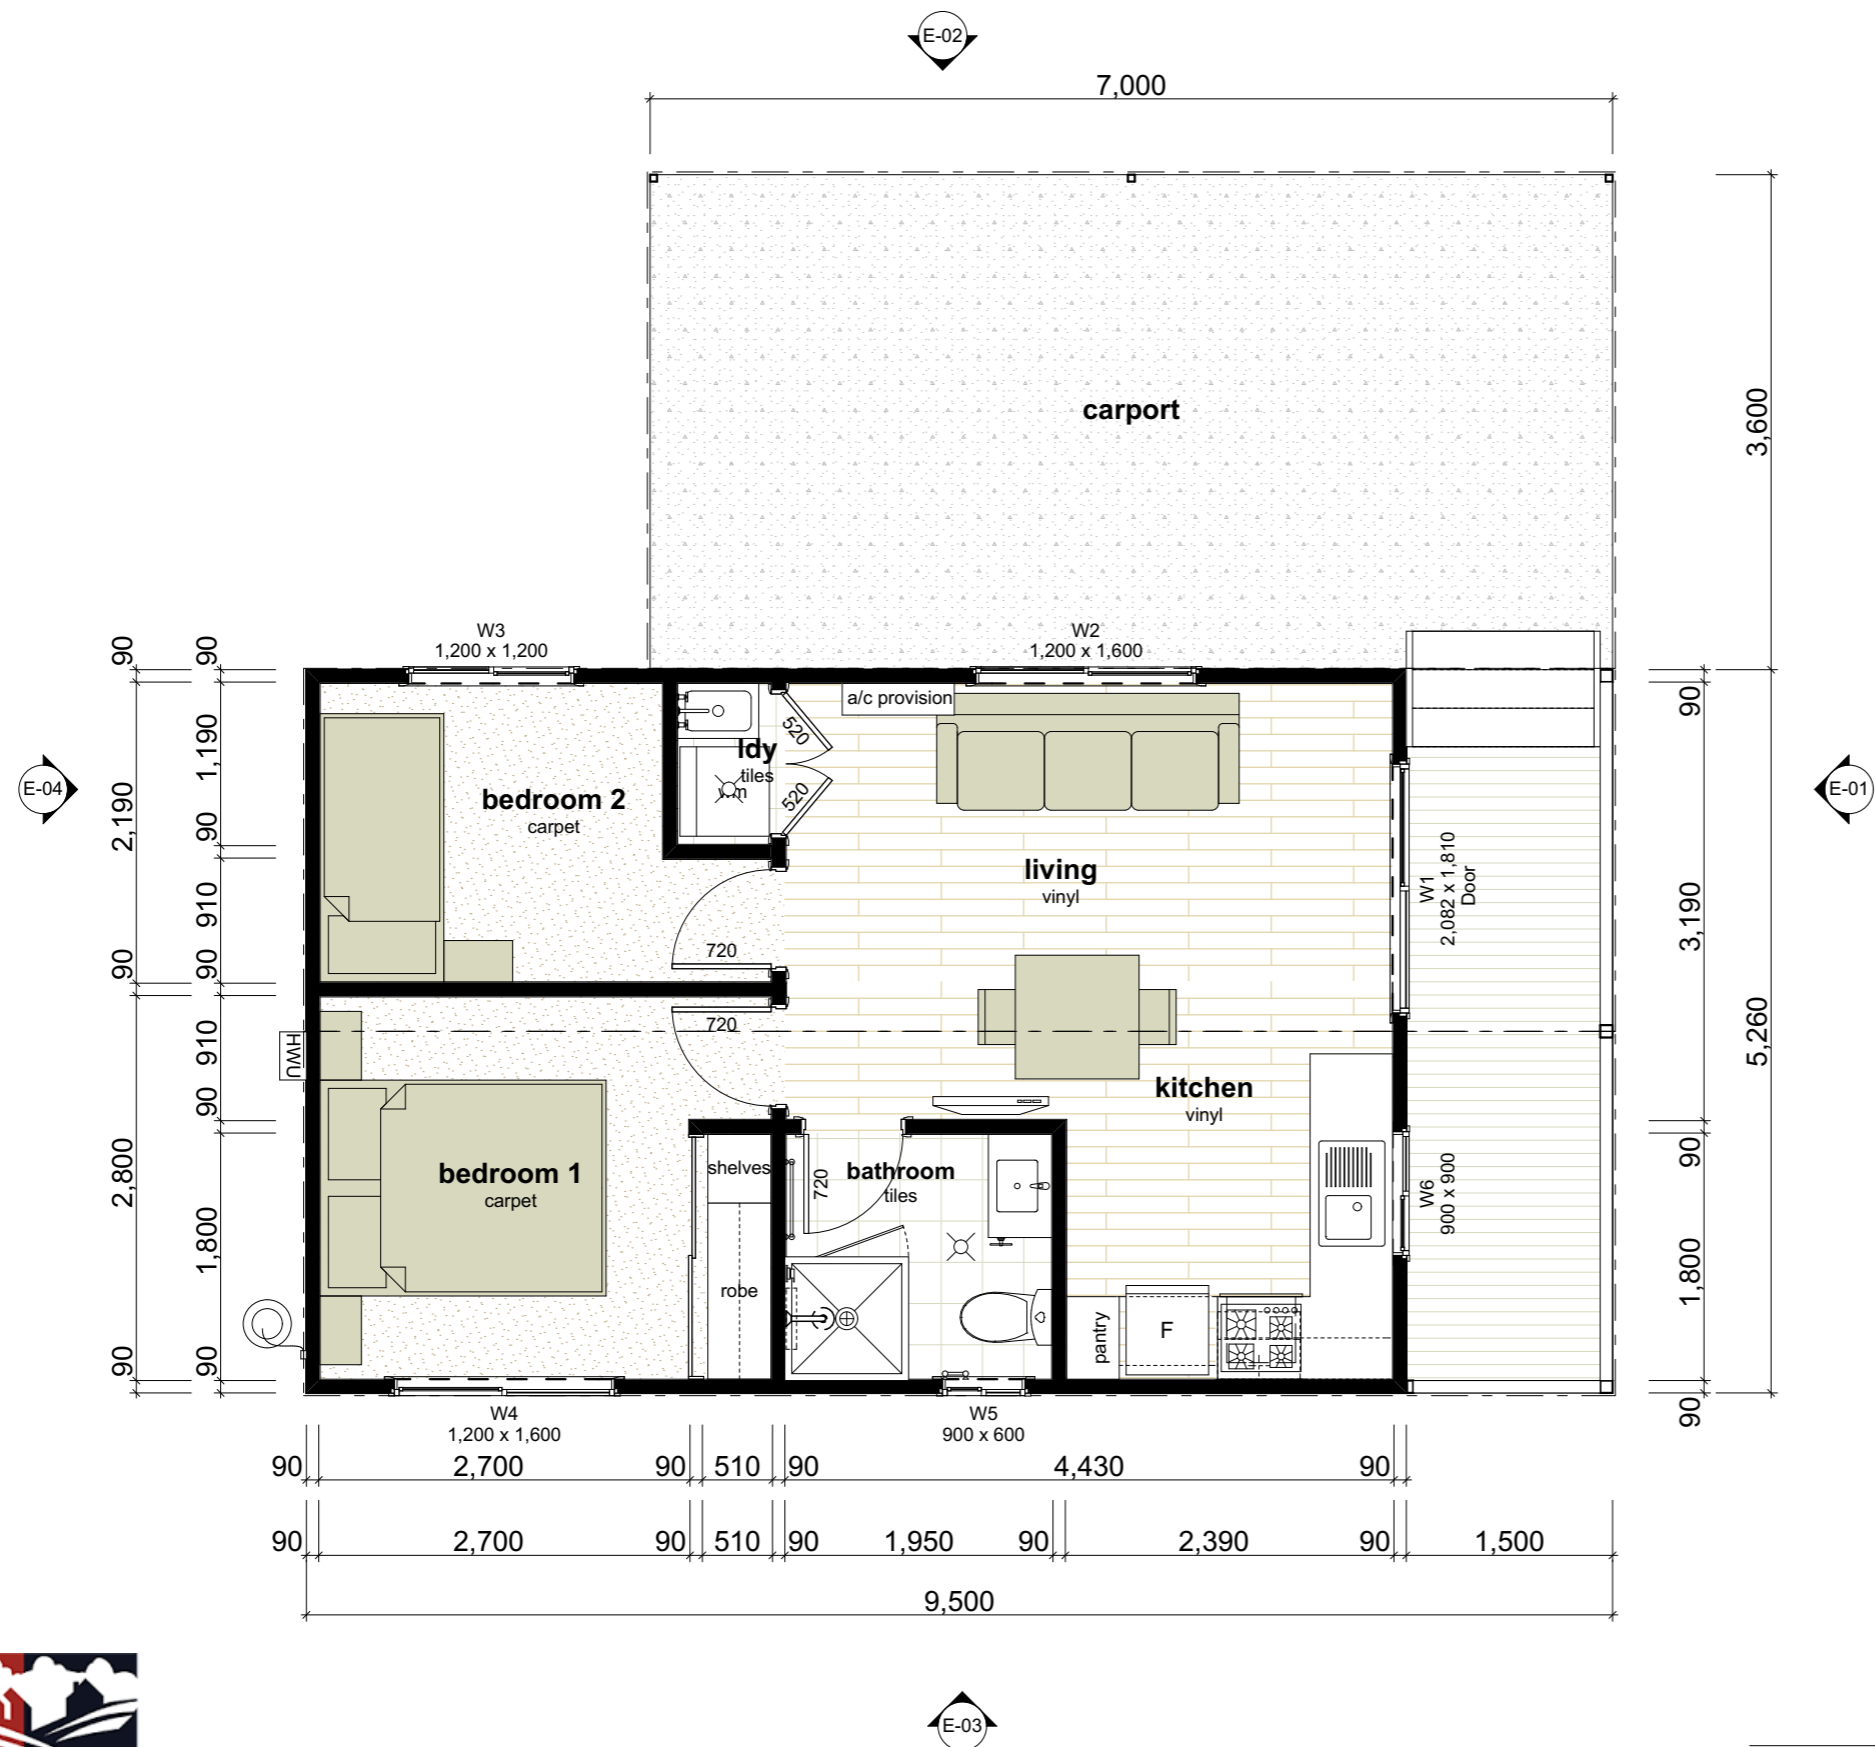 E-02
7,000
carport
3,600
W3
1,200 x 1,200
W2
1,200 x 1,600
90
90
2,190
1,190
90
90
910
90
2,800
910
90
1,800
90
90
90
3,190
90
1,800
90
5,260
E-04
E-01
a/c provision
520
ldy
tiles
wm
520
bedroom 2
carpet
living
vinyl
W1
2,082 x 1,810
Door
720
720
HWU
kitchen
vinyl
bedroom 1
carpet
shelves
robe
720
bathroom
tiles
W6
900 x 900
pantry
F
W4
1,200 x 1,600
W5
900 x 600
90 2,700 90 510 90 4,430 90
90 2,700 90 510 90 1,950 90 2,390 90 1,500
9,500
E-03